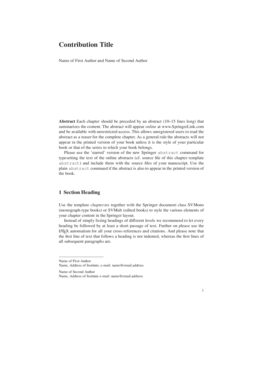 Contribution Title
Name of First Author and Name of Second Author
Abstract Each chapter should be preceded by an abstract (10–15 lines long) that
summarizes the content. The abstract will appear online at www.SpringerLink.com
and be available with unrestricted access. This allows unregistered users to read the
abstract as a teaser for the complete chapter. As a general rule the abstracts will not
appear in the printed version of your book unless it is the style of your particular
book or that of the series to which your book belongs.
Please use the 'starred' version of the new Springer abstract command for
typesetting the text of the online abstracts (cf. source file of this chapter template
abstract) and include them with the source files of your manuscript. Use the
plain abstract command if the abstract is also to appear in the printed version of
the book.
1 Section Heading
Use the template chapter.tex together with the Springer document class SVMono
(monograph-type books) or SVMult (edited books) to style the various elements of
your chapter content in the Springer layout.
Instead of simply listing headings of different levels we recommend to let every
heading be followed by at least a short passage of text. Further on please use the
LATEX automatism for all your cross-references and citations. And please note that
the first line of text that follows a heading is not indented, whereas the first lines of
all subsequent paragraphs are.
Name of First Author
Name, Address of Institute, e-mail: name@email.address
Name of Second Author
Name, Address of Institute e-mail: name@email.address
1